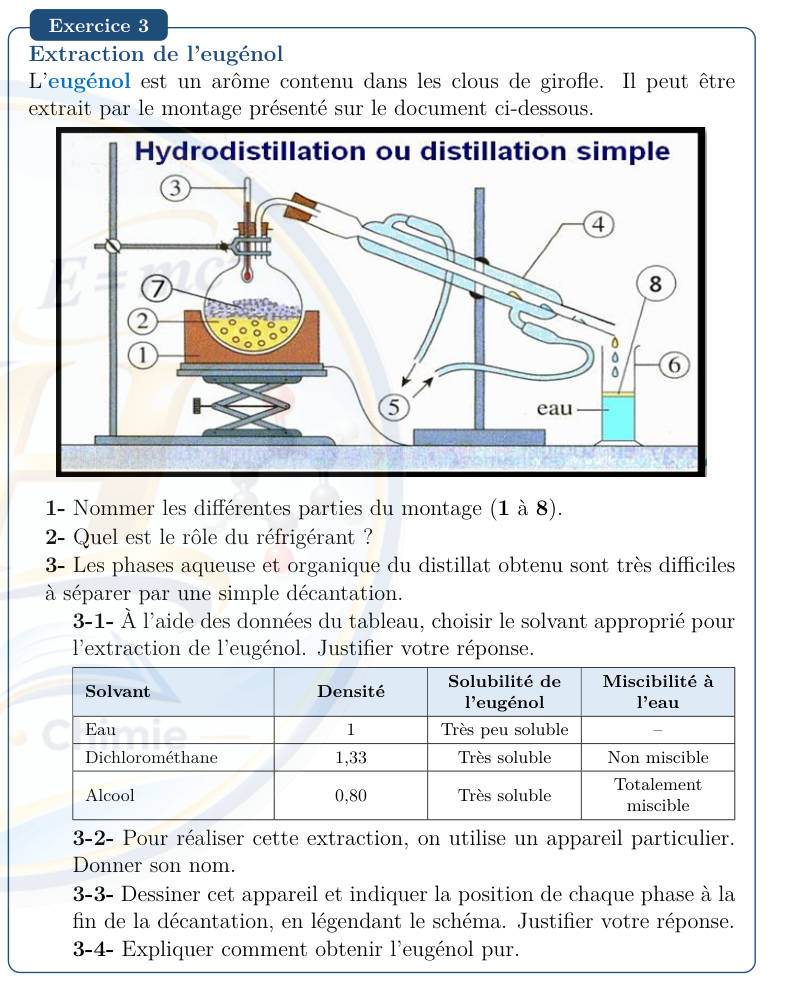 Exercice 3
Extraction de l'eugénol
L'eugénol est un arôme contenu dans les clous de girofle. Il peut être
extrait par le montage présenté sur le document ci-dessous.
Hydrodistillation ou distillation simple
3
4
7
8
2
1
6
5
eau
E = mc
1- Nommer les différentes parties du montage (1 à 8).
2- Quel est le rôle du réfrigérant ?
3- Les phases aqueuse et organique du distillat obtenu sont très difficiles
à séparer par une simple décantation.
3-1- À l'aide des données du tableau, choisir le solvant approprié pour
l'extraction de l'eugénol. Justifier votre réponse.
Solvant Densité Solubilité de l'eugénol Miscibilité à l'eau
Eau 1 Très peu soluble –
Dichlorométhane 1,33 Très soluble Non miscible
Alcool 0,80 Très soluble Totalement miscible
Chimie
3-2- Pour réaliser cette extraction, on utilise un appareil particulier.
Donner son nom.
3-3- Dessiner cet appareil et indiquer la position de chaque phase à la
fin de la décantation, en légendant le schéma. Justifier votre réponse.
3-4- Expliquer comment obtenir l'eugénol pur.